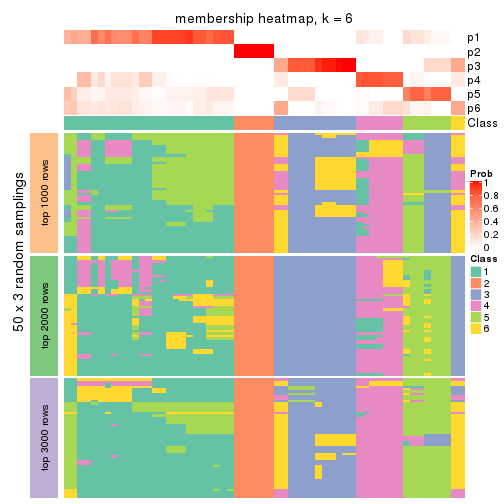 membership heatmap, k = 6
p1
p2
p3
p4
p5
p6
Class
50 x 3 random samplings
top 1000 rows
top 2000 rows
top 3000 rows
Prob
1
0.8
0.6
0.4
0.2
0
Class
1
2
3
4
5
6